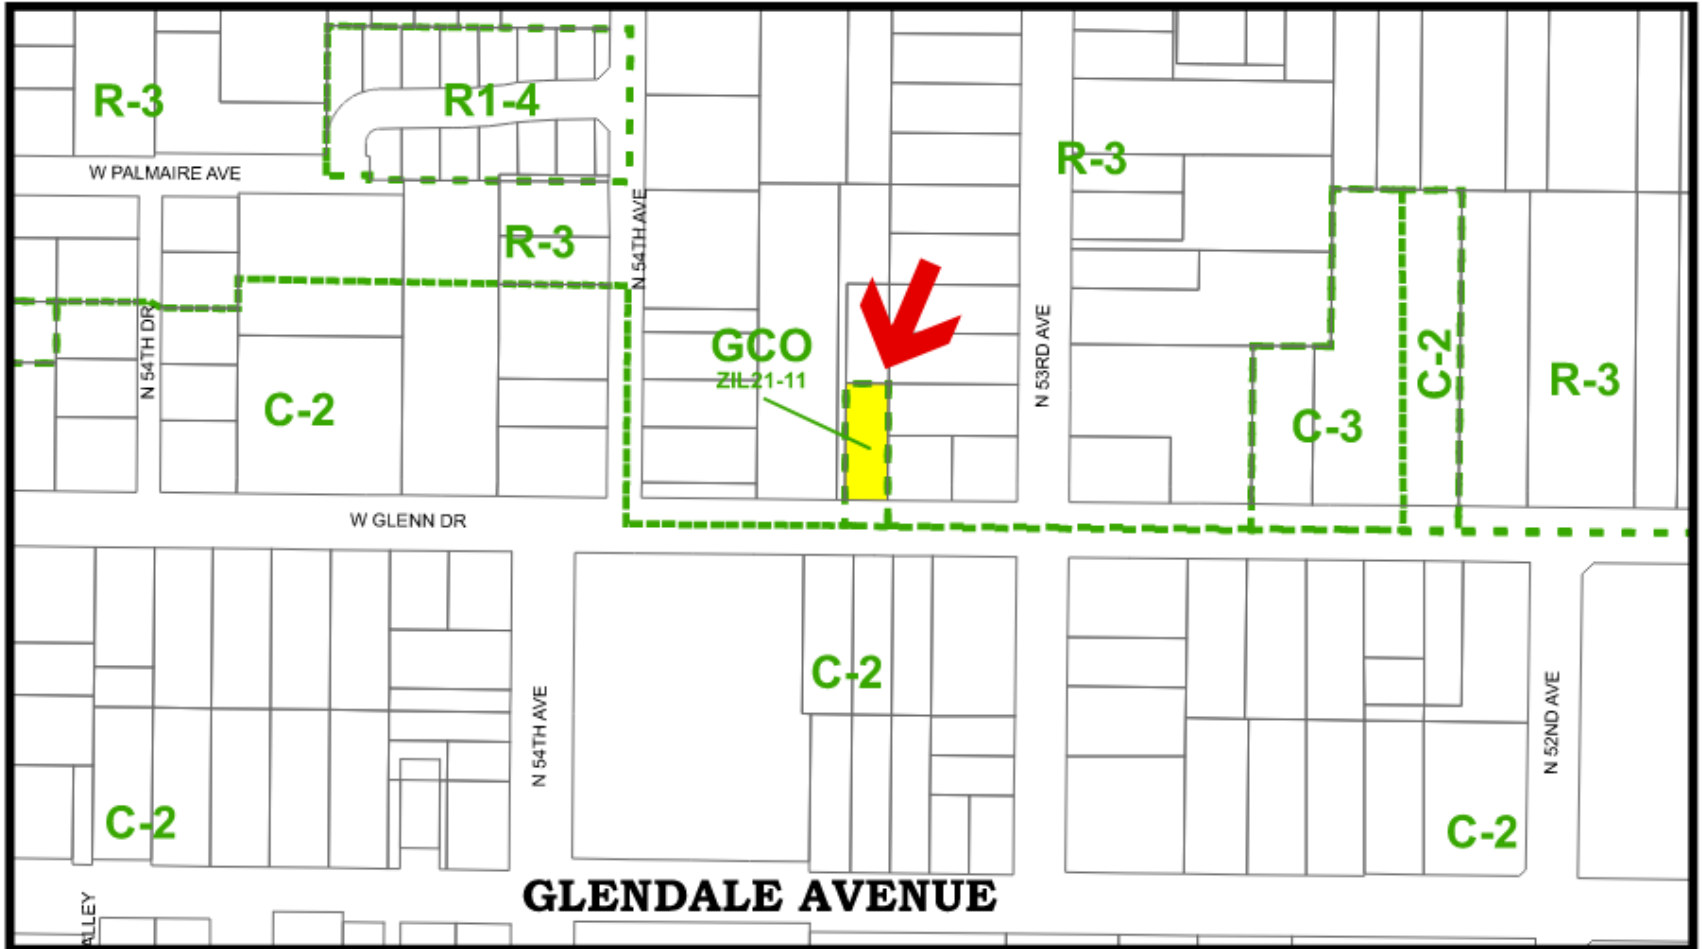 R-3
R1-4
W PALMAIRE AVE
R-3
R-3
N 54TH AVE
N 54TH DR
GCO
ZIL21-11
N 53RD AVE
C-2
R-3
C-2
C-3
W GLENN DR
C-2
N 54TH AVE
N 52ND AVE
C-2
C-2
GLENDALE AVENUE
ALLEY